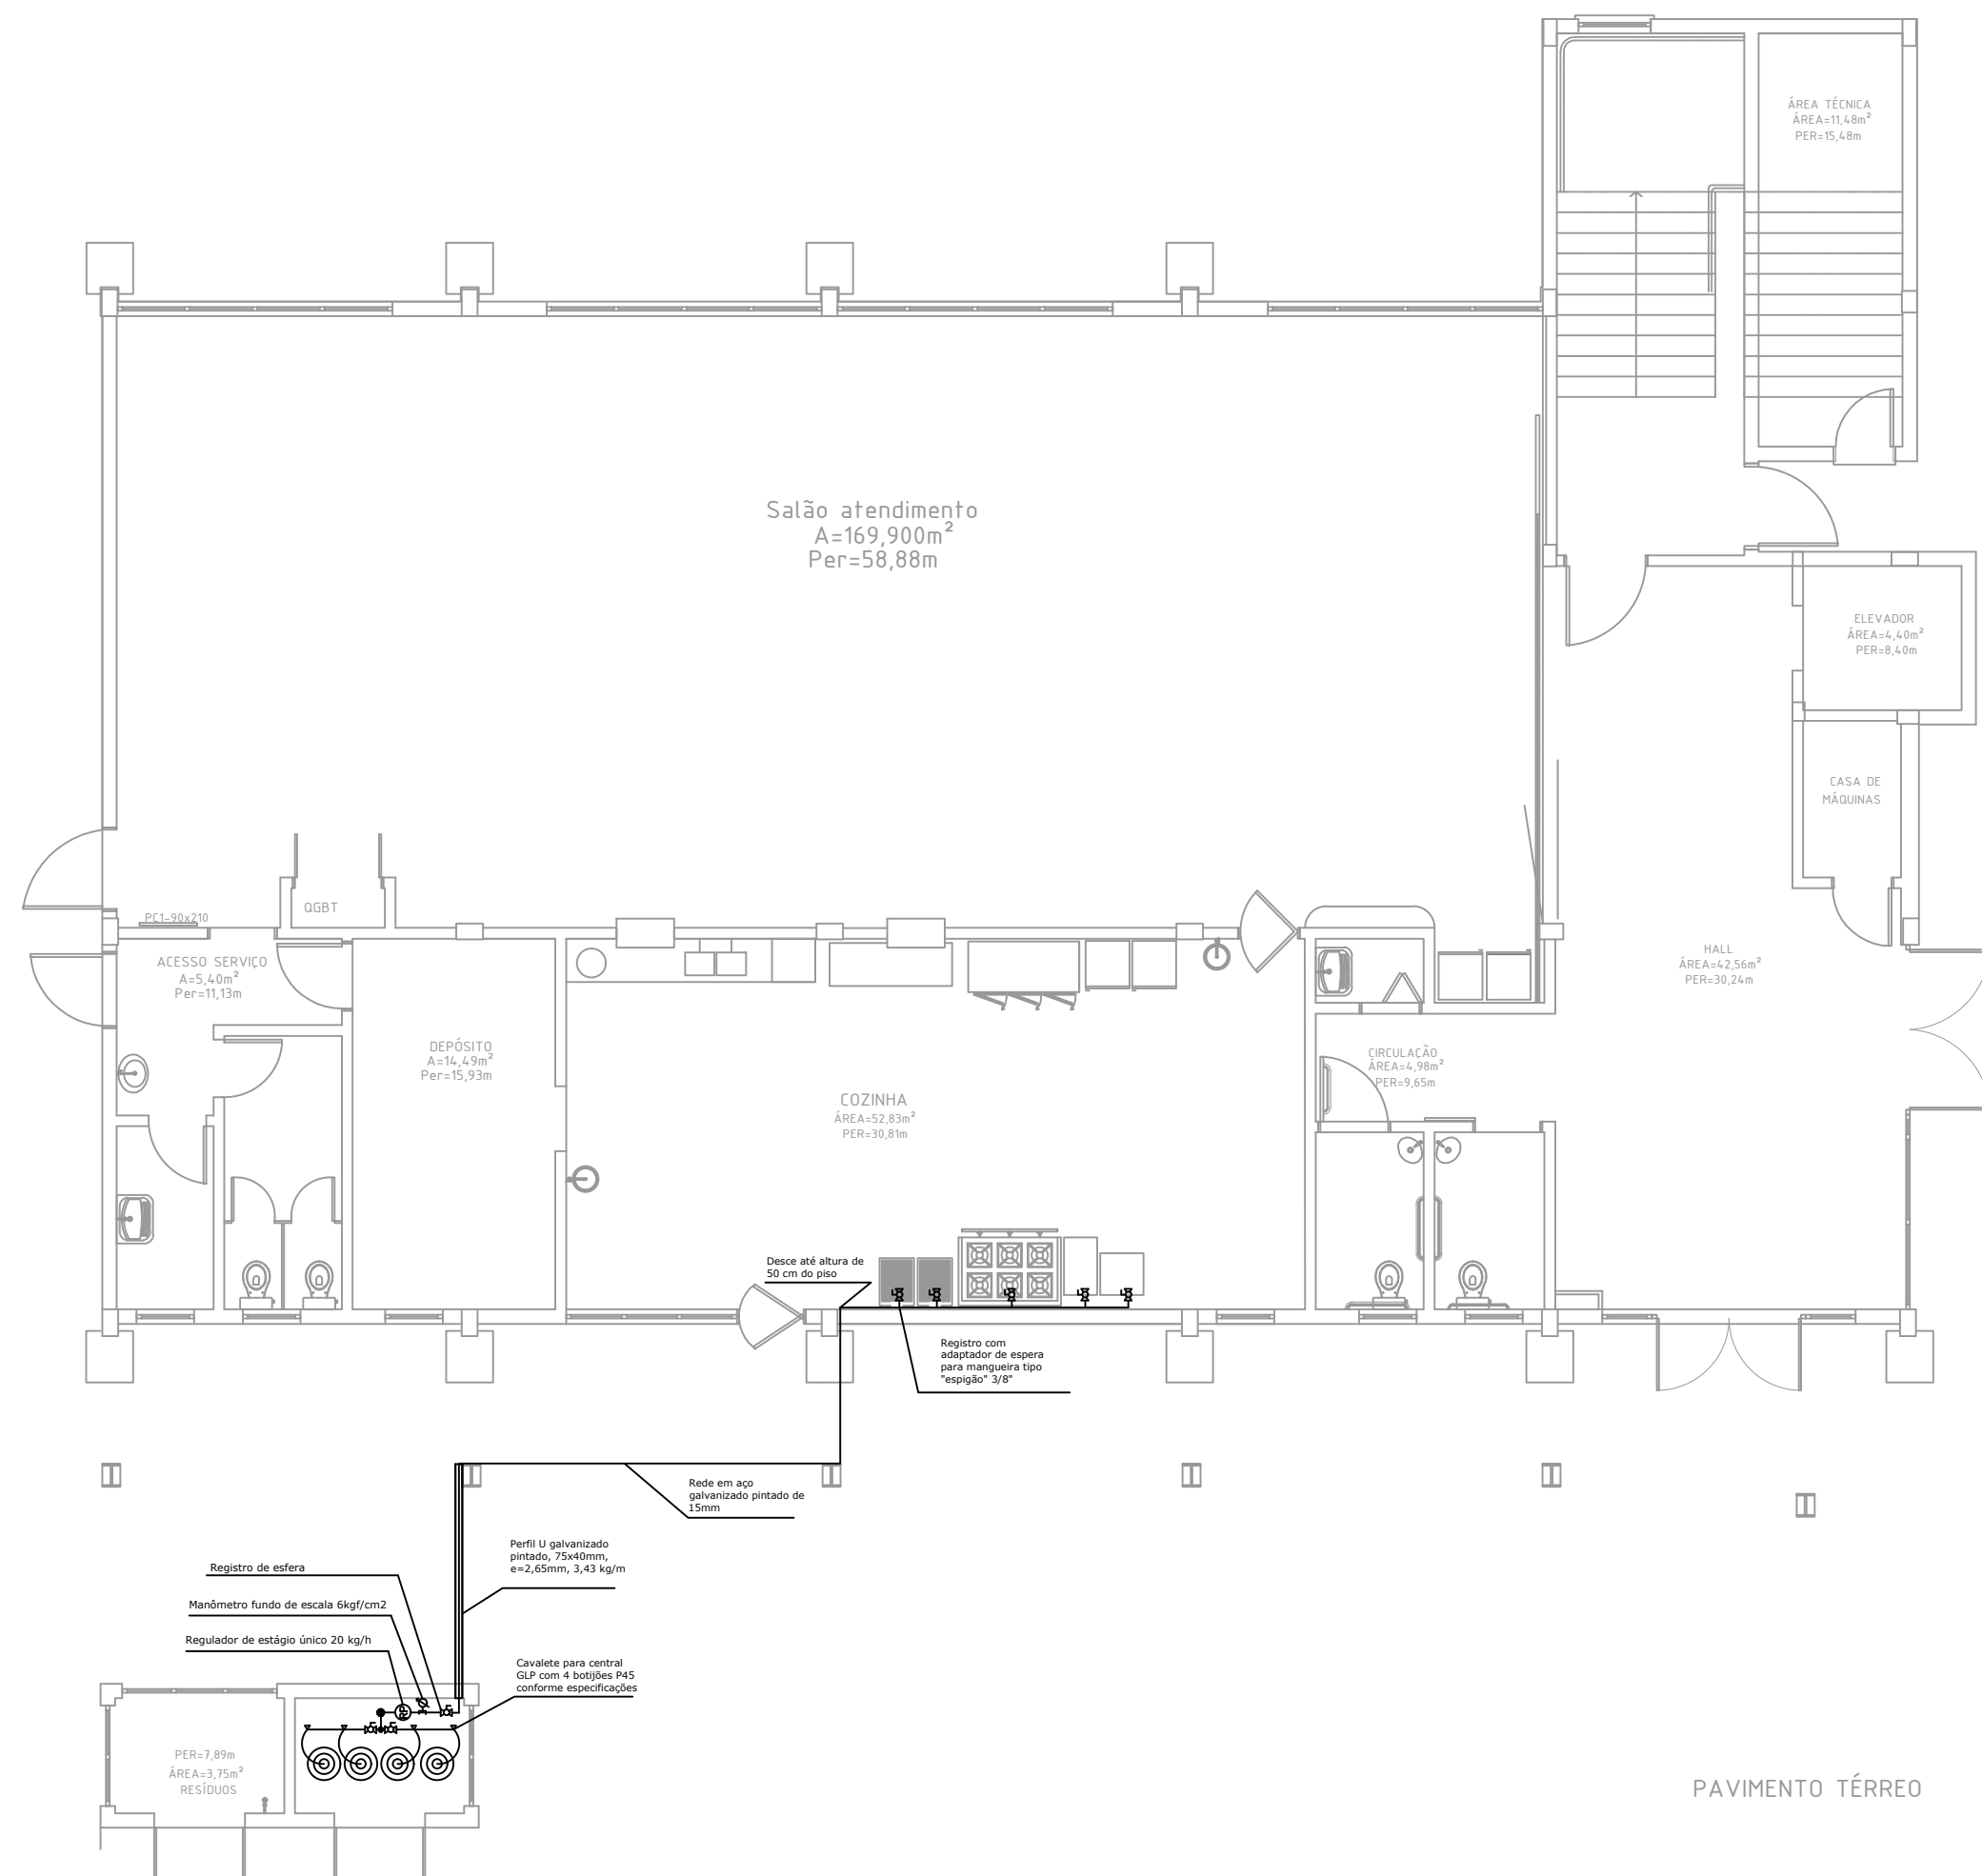 ÁREA TÉCNICA
ÁREA=11,48m²
PER=15,48m
Salão atendimento
A=169,900m²
Per=58,88m
ELEVADOR
ÁREA=4,40m²
PER=8,40m
CASA DE
MÁQUINAS
QGBT
PC1-90x210
ACESSO SERVIÇO
A=5,40m²
Per=11,13m
HALL
ÁREA=42,56m²
PER=30,24m
DEPÓSITO
A=14,49m²
Per=15,93m
CIRCULAÇÃO
ÁREA=4,98m²
PER=9,65m
COZINHA
ÁREA=52,83m²
PER=30,81m
Desce até altura de
50 cm do piso
Registro com
adaptador de espera
para mangueira tipo
"espigão" 3/8"
Rede em aço
galvanizado pintado de
15mm
Perfil U galvanizado
pintado, 75x40mm,
e=2,65mm, 3,43 kg/m
Registro de esfera
Manômetro fundo de escala 6kgf/cm2
Regulador de estágio único 20 kg/h
Cavalete para central
GLP com 4 botijões P45
conforme especificações
RP
PER=7,89m
ÁREA=3,75m²
RESÍDUOS
PAVIMENTO TÉRREO